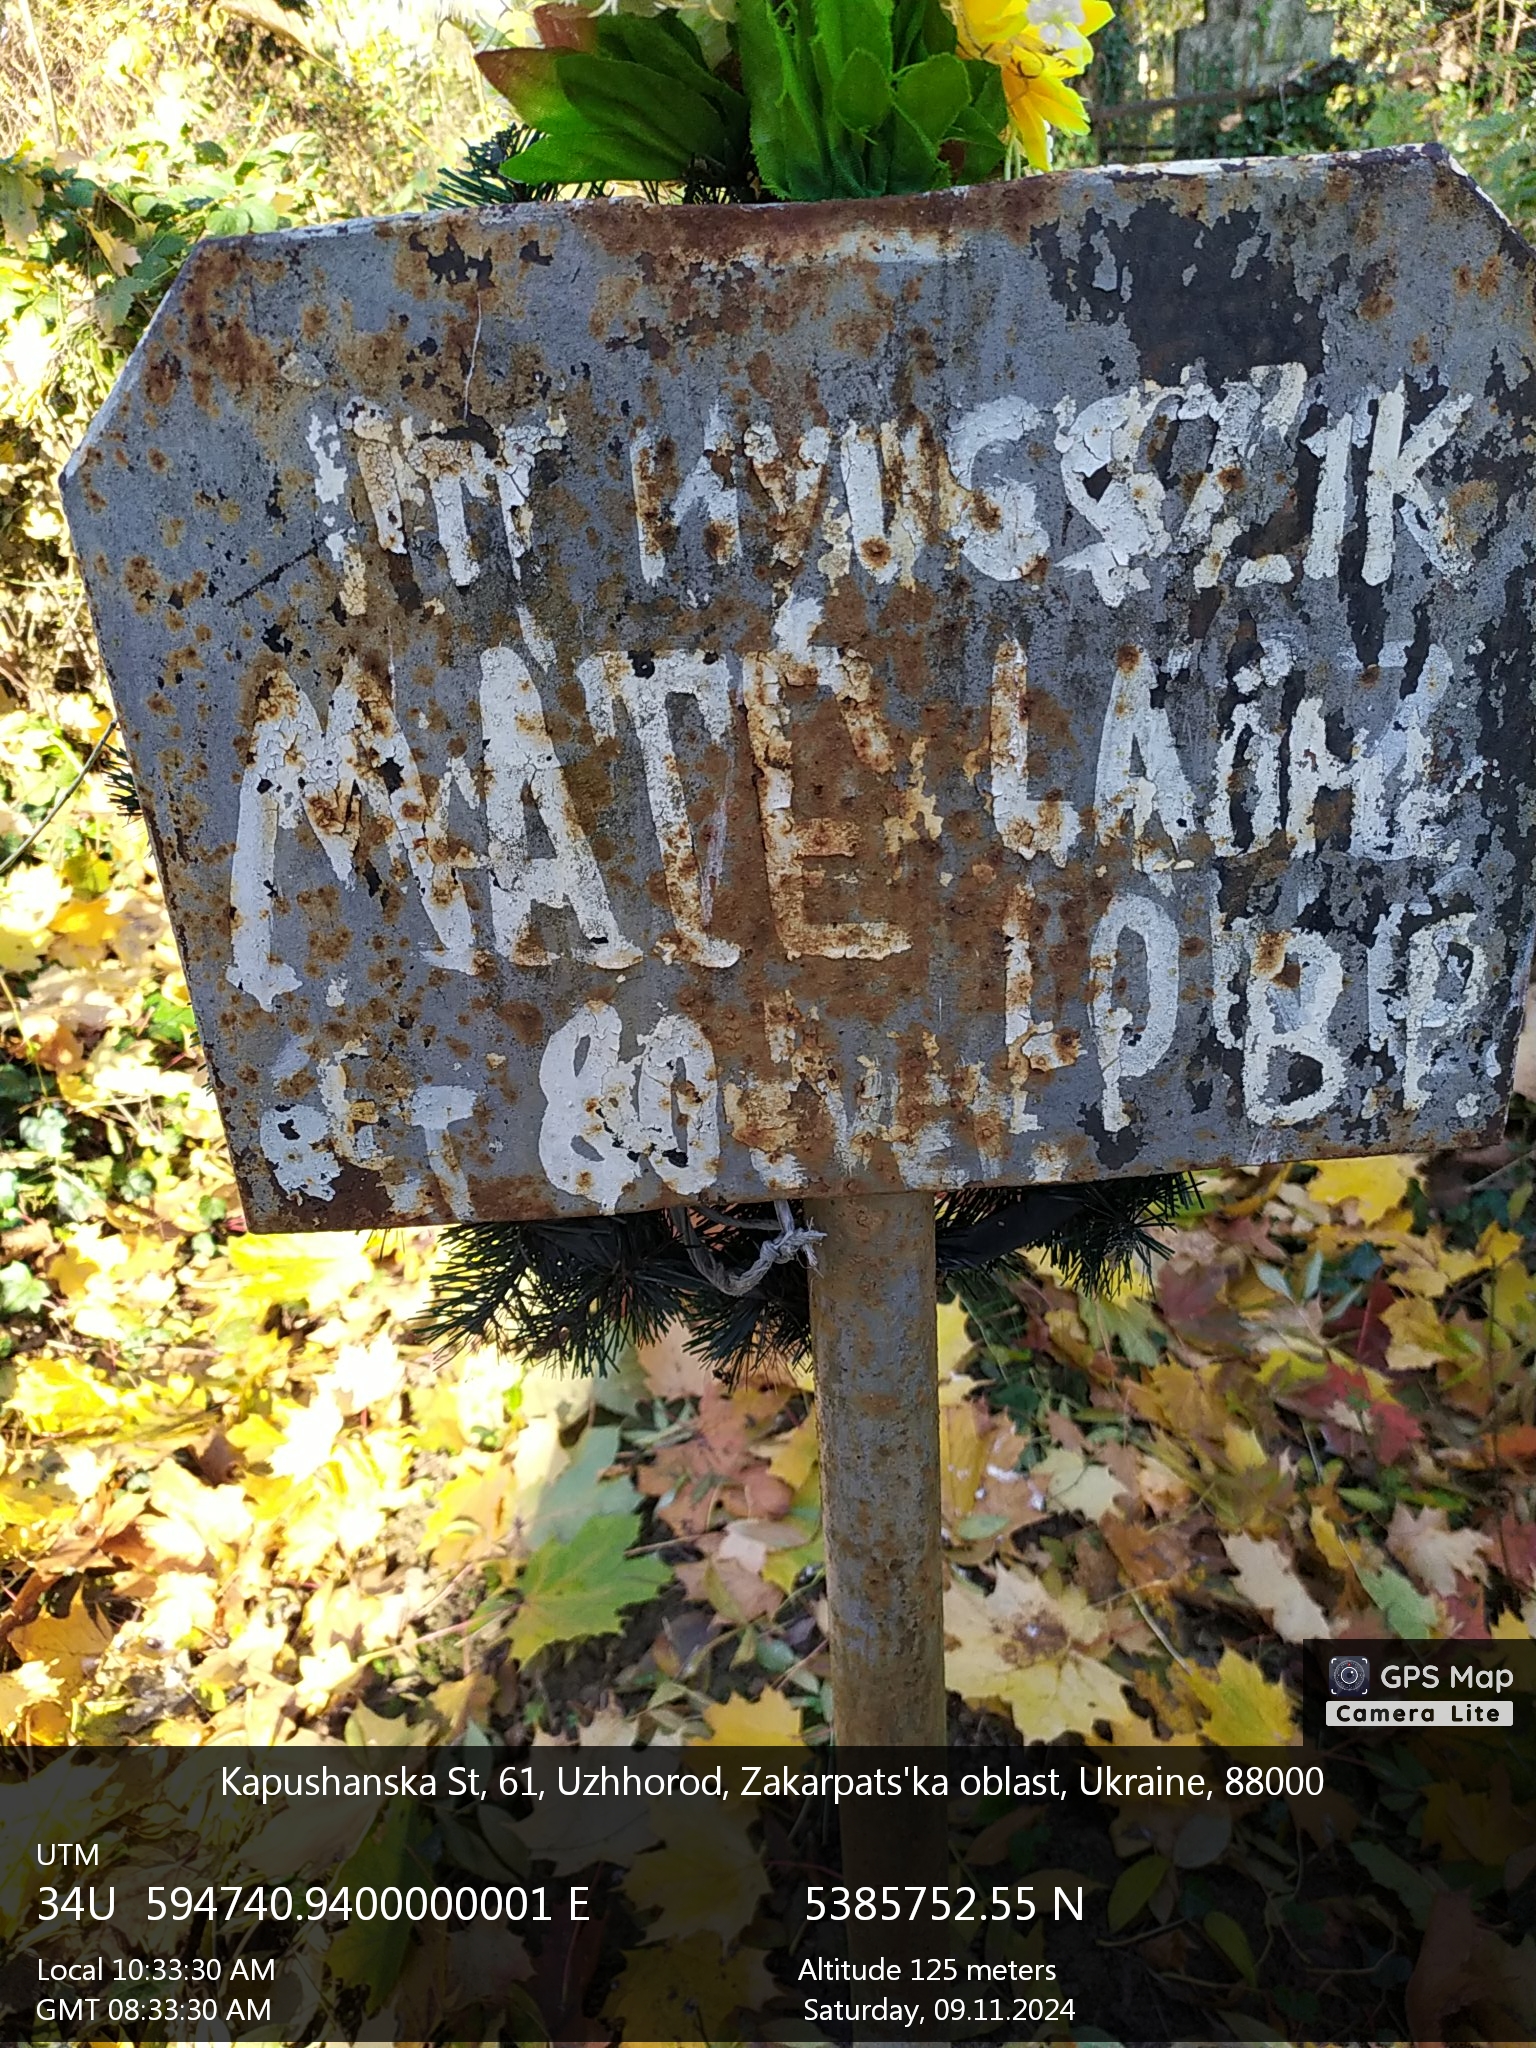 ITT NYUGSZIK
MATÉ
ÉLT 80
B.P.
GPS Map
Camera Lite
Kapushanska St, 61, Uzhhorod, Zakarpats'ka oblast, Ukraine, 88000
UTM
34U 594740.9400000001 E 5385752.55 N
Local 10:33:30 AM Altitude 125 meters
GMT 08:33:30 AM Saturday, 09.11.2024